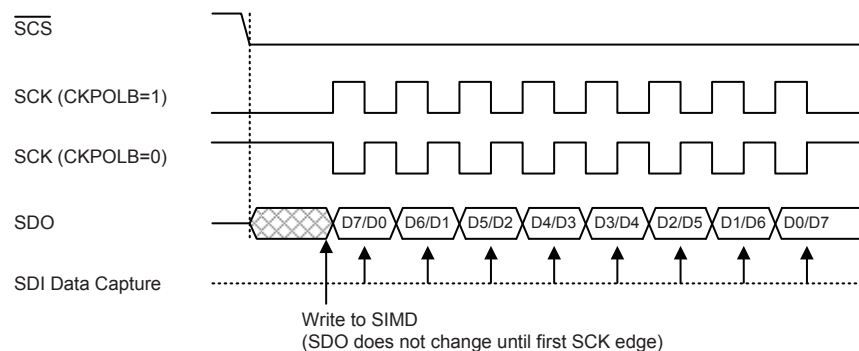 SCS
SCK (CKPOLB=1)
SCK (CKPOLB=0)
SDO
D7/D0 D6/D1 D5/D2 D4/D3 D3/D4 D2/D5 D1/D6 D0/D7
SDI Data Capture
Write to SIMD
(SDO does not change until first SCK edge)